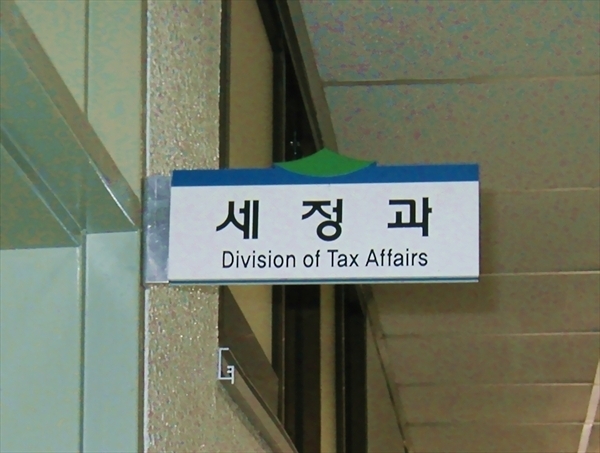 세 정 과
Division of Tax Affairs